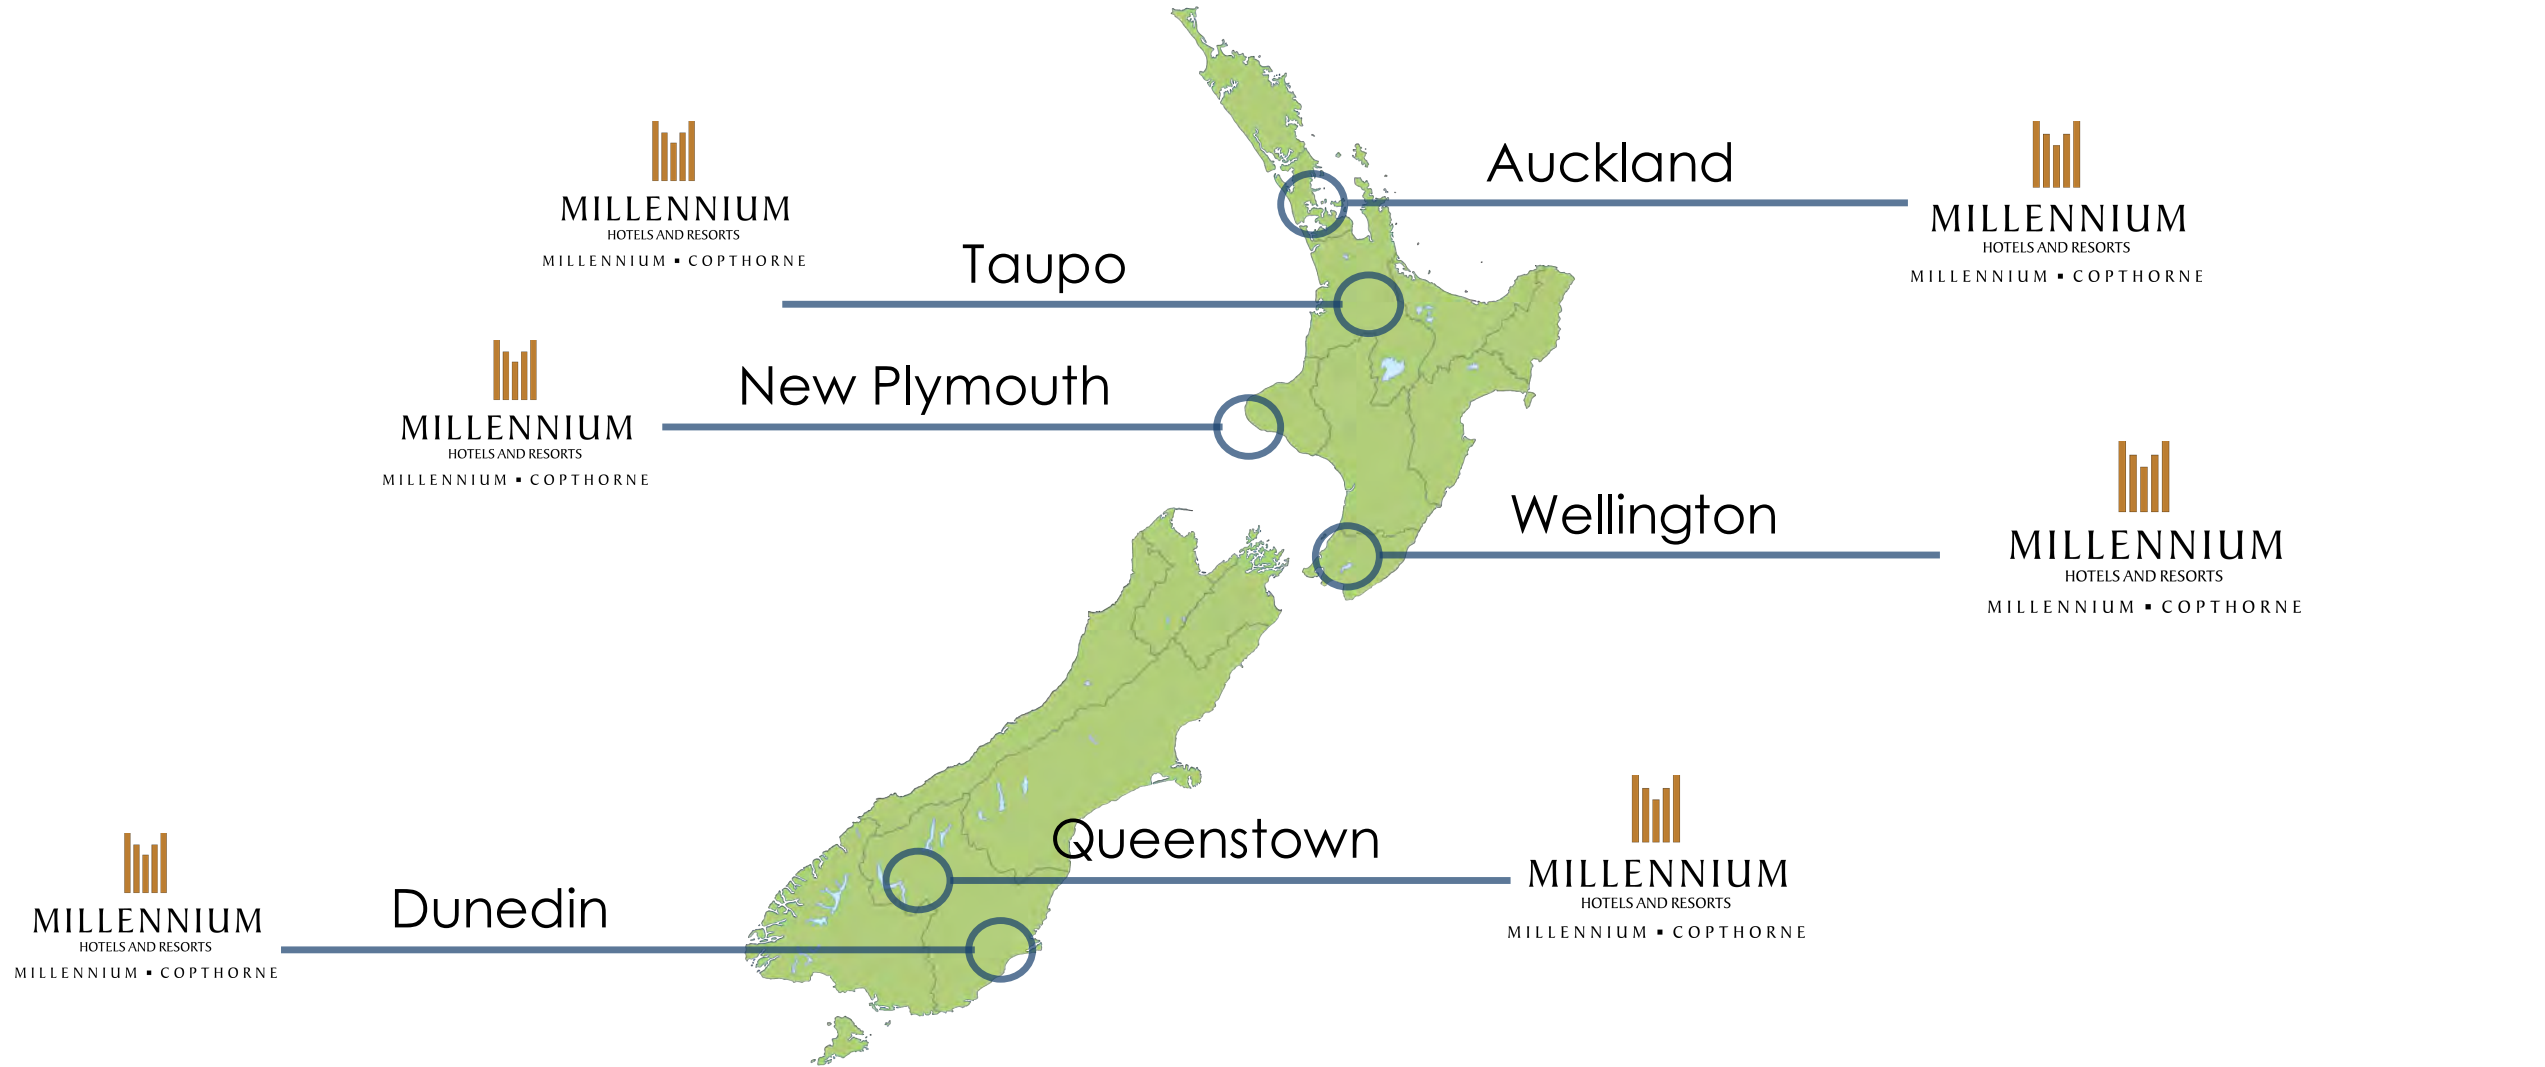 Auckland
MILLENNIUM
HOTELS AND RESORTS
MILLENNIUM ▪ COPTHORNE
MILLENNIUM
HOTELS AND RESORTS
MILLENNIUM ▪ COPTHORNE
Taupo
New Plymouth
MILLENNIUM
HOTELS AND RESORTS
MILLENNIUM ▪ COPTHORNE
Wellington
MILLENNIUM
HOTELS AND RESORTS
MILLENNIUM ▪ COPTHORNE
Queenstown
MILLENNIUM
HOTELS AND RESORTS
MILLENNIUM ▪ COPTHORNE
Dunedin
MILLENNIUM
HOTELS AND RESORTS
MILLENNIUM ▪ COPTHORNE